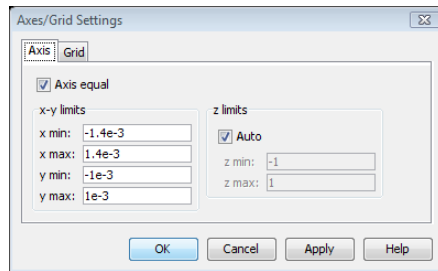 Axes/Grid Settings
Axis Grid
Axis equal
x-y limits
x min: -1.4e-3
x max: 1.4e-3
y min: -1e-3
y max: 1e-3
z limits
Auto
z min: -1
z max: 1
OK Cancel Apply Help